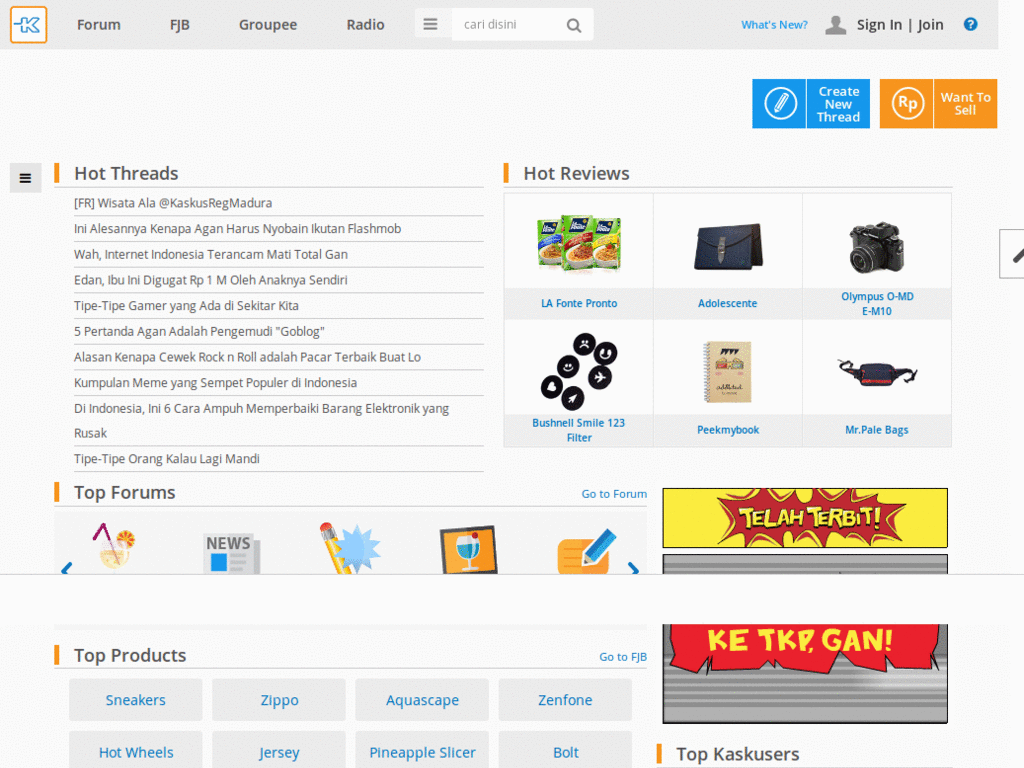 Forum FJB Groupee Radio cari disini What's New? Sign In | Join ?
Create New Thread
Rp Want To Sell
Hot Threads
[FR] Wisata Ala @KaskusRegMadura
Ini Alesannya Kenapa Agan Harus Nyobain Ikutan Flashmob
Wah, Internet Indonesia Terancam Mati Total Gan
Edan, Ibu Ini Digugat Rp 1 M Oleh Anaknya Sendiri
Tipe-Tipe Gamer yang Ada di Sekitar Kita
5 Pertanda Agan Adalah Pengemudi "Goblog"
Alasan Kenapa Cewek Rock n Roll adalah Pacar Terbaik Buat Lo
Kumpulan Meme yang Sempet Populer di Indonesia
Di Indonesia, Ini 6 Cara Ampuh Memperbaiki Barang Elektronik yang
Rusak
Tipe-Tipe Orang Kalau Lagi Mandi
Hot Reviews
LA Fonte Pronto
Adolescente
Olympus O-MD
E-M10
Bushnell Smile 123
Filter
Peekmybook
Mr.Pale Bags
Top Forums
Go to Forum
NEWS
TELAH TERBIT!
KE TKP, GAN!
Top Products
Go to FJB
Sneakers Zippo Aquascape Zenfone
Hot Wheels Jersey Pineapple Slicer Bolt
Top Kaskusers